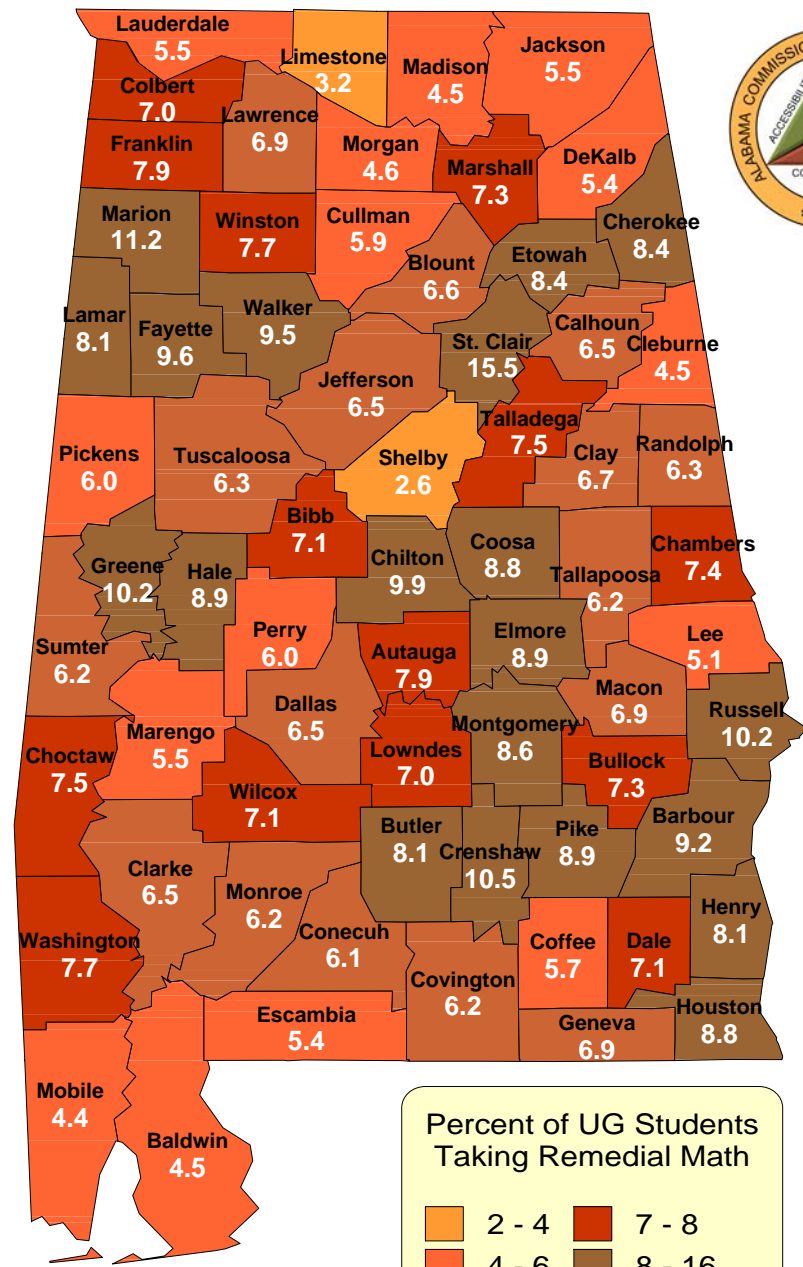 Lauderdale
5.5
Limestone
3.2
Madison
4.5
Jackson
5.5
Colbert
7.0
Lawrence
6.9
Franklin
7.9
Morgan
4.6
Marshall
7.3
DeKalb
5.4
Marion
11.2
Winston
7.7
Cullman
5.9
Blount
6.6
Etowah
8.4
Cherokee
8.4
Lamar
8.1
Fayette
9.6
Walker
9.5
St. Clair
15.5
Calhoun
6.5
Cleburne
4.5
Jefferson
6.5
Pickens
6.0
Tuscaloosa
6.3
Shelby
2.6
Talladega
7.5
Clay
6.7
Randolph
6.3
Bibb
7.1
Greene
10.2
Hale
8.9
Chilton
9.9
Coosa
8.8
Tallapoosa
6.2
Chambers
7.4
Sumter
6.2
Perry
6.0
Autauga
7.9
Elmore
8.9
Lee
5.1
Choctaw
7.5
Marengo
5.5
Dallas
6.5
Lowndes
7.0
Montgomery
8.6
Macon
6.9
Russell
10.2
Bullock
7.3
Wilcox
7.1
Clarke
6.5
Butler
8.1
Crenshaw
10.5
Pike
8.9
Barbour
9.2
Monroe
6.2
Conecuh
6.1
Henry
8.1
Washington
7.7
Covington
6.2
Coffee
5.7
Dale
7.1
Escambia
5.4
Geneva
6.9
Houston
8.8
Mobile
4.4
Baldwin
4.5
ALABAMA COMMISSION
ACCESSIBILITY
Percent of UG Students
Taking Remedial Math
2 - 4 7 - 8
4 - 6 8 - 16